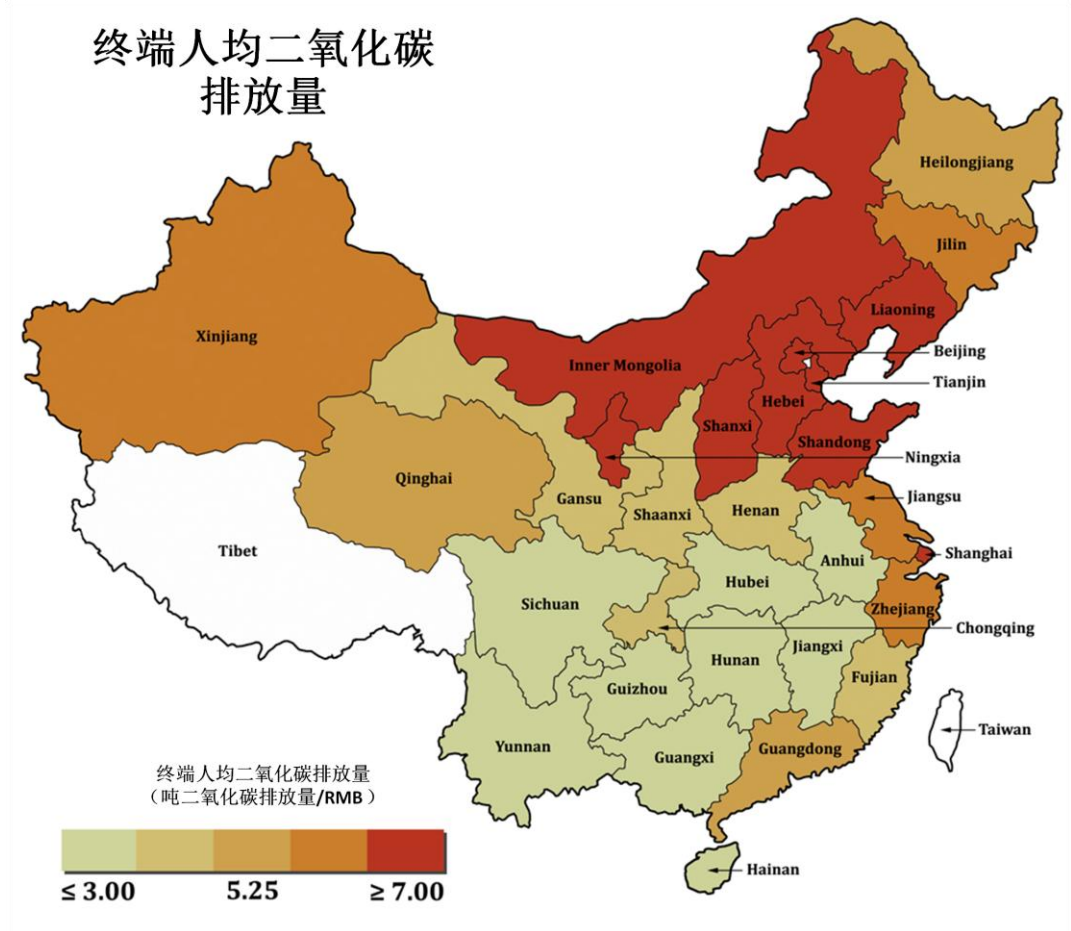 终端人均二氧化碳
排放量
Heilongjiang
Jilin
Liaoning
Xinjiang
Beijing
Inner Mongolia
Tianjin
Hebei
Shanxi
Shandong
Ningxia
Qinghai
Jiangsu
Gansu
Henan
Shaanxi
Tibet
Shanghai
Anhui
Hubei
Sichuan
Zhejiang
Chongqing
Jiangxi
Hunan
Fujian
Guizhou
Taiwan
Yunnan
Guangdong
Guangxi
终端人均二氧化碳排放量
（吨二氧化碳排放量/RMB）
Hainan
≤ 3.00 5.25 ≥ 7.00